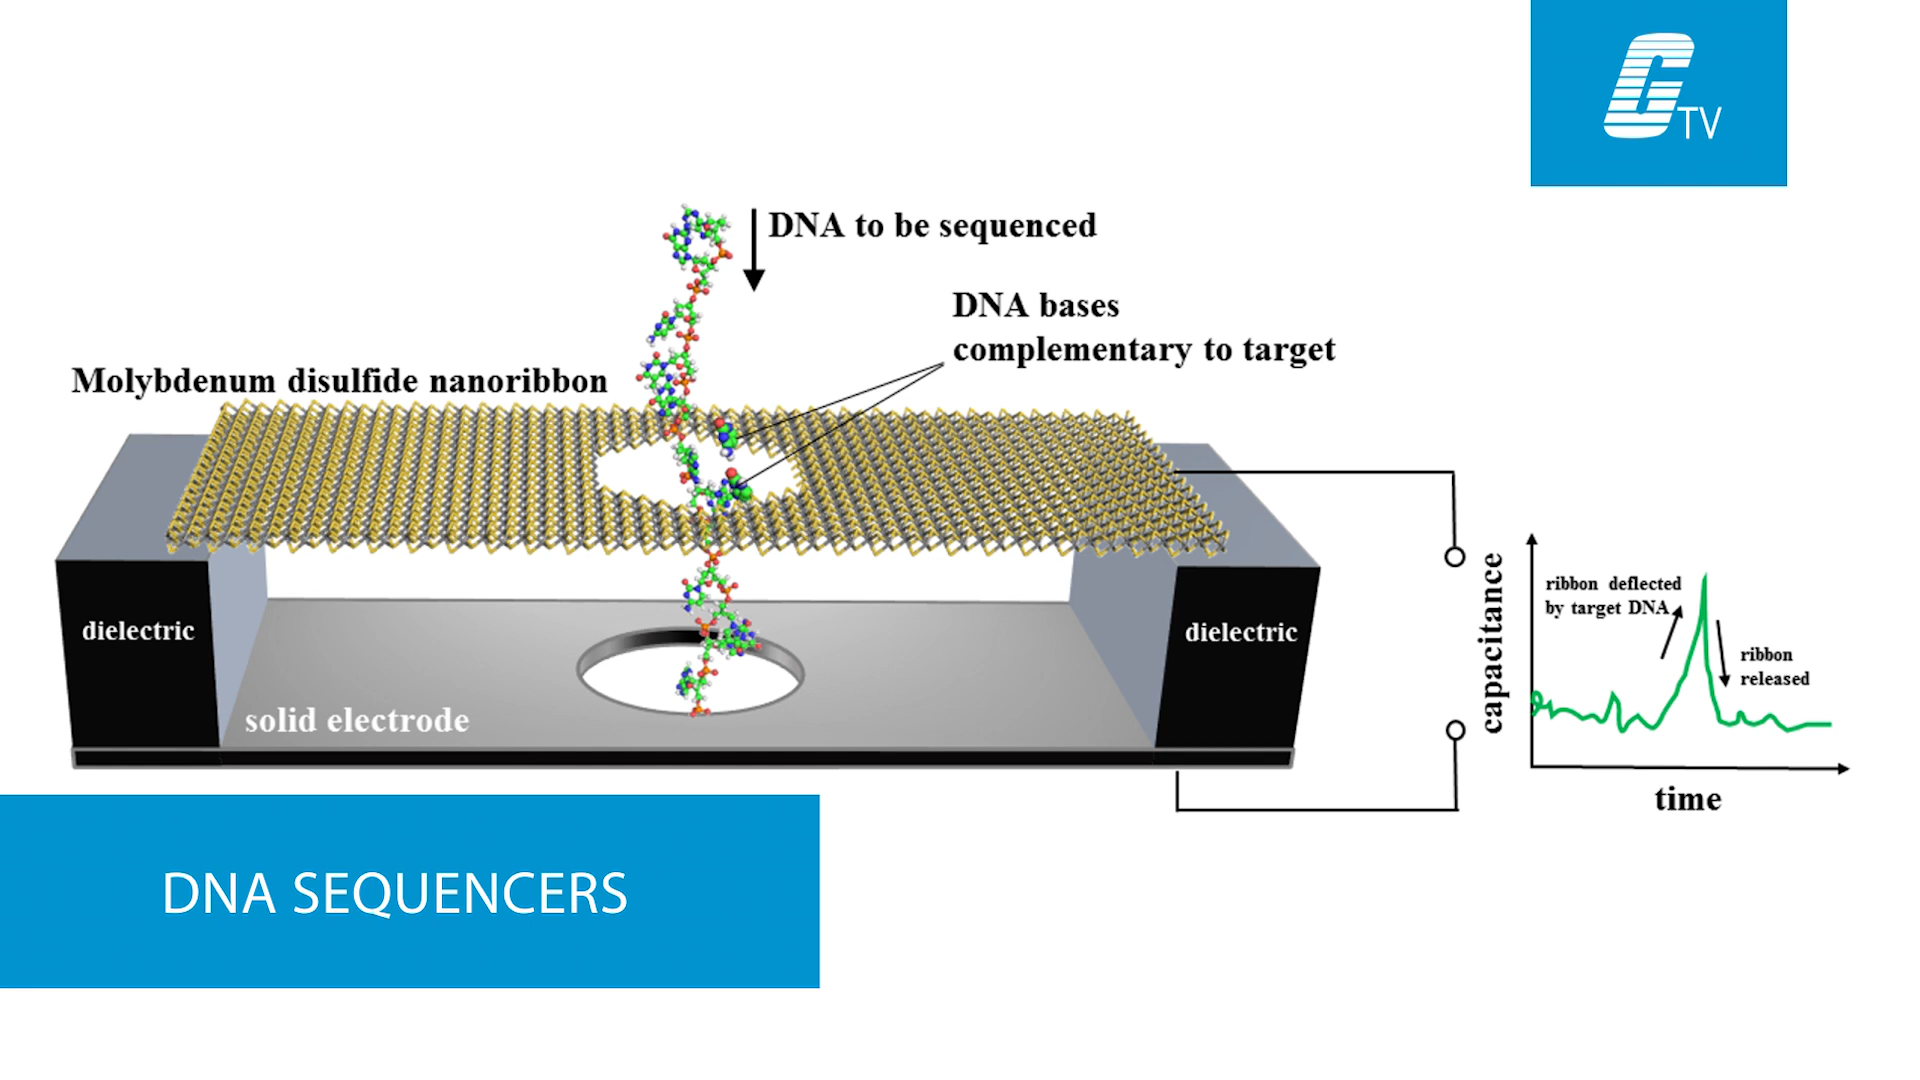 G TV
DNA to be sequenced
DNA bases
complementary to target
Molybdenum disulfide nanoribbon
dielectric
dielectric
solid electrode
capacitance
ribbon deflected
by target DNA
ribbon
released
time
DNA SEQUENCERS